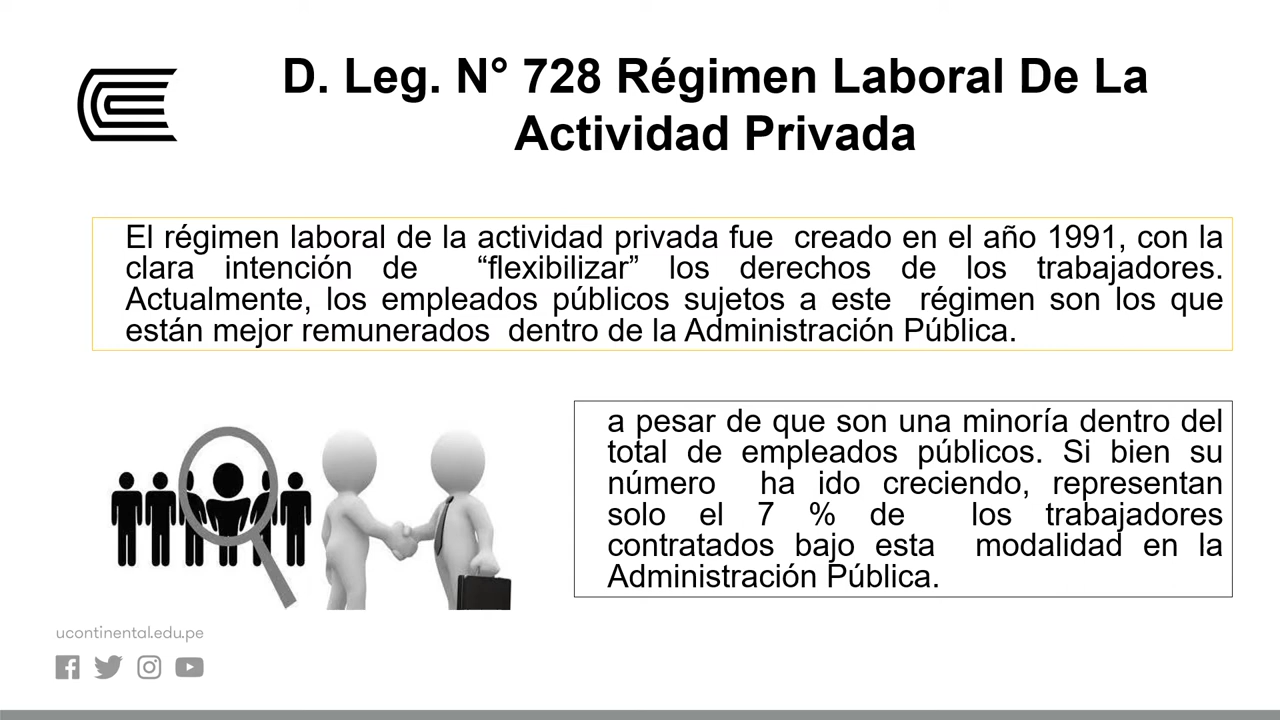 D. Leg. N° 728 Régimen Laboral De La
Actividad Privada
El régimen laboral de la actividad privada fue creado en el año 1991, con la
clara intención de “flexibilizar” los derechos de los trabajadores.
Actualmente, los empleados públicos sujetos a este régimen son los que
están mejor remunerados dentro de la Administración Pública.
a pesar de que son una minoría dentro del
total de empleados públicos. Si bien su
número ha ido creciendo, representan
solo el 7 % de los trabajadores
contratados bajo esta modalidad en la
Administración Pública.
ucontinental.edu.pe